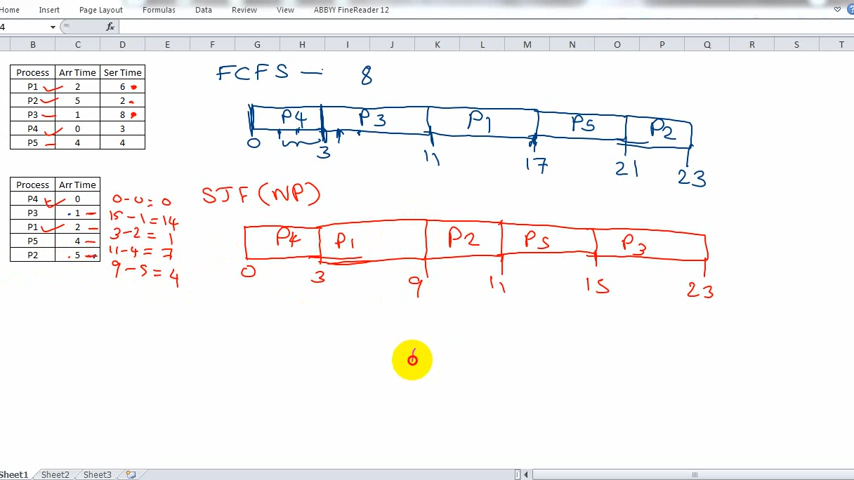 Home Insert Page Layout Formulas Data Review View ABBYY FineReader 12
4 fx
B C D E F G H I J K L M N O P Q R S T
Process Arr Time Ser Time
P1 2 6
P2 5 2
P3 1 8
P4 0 3
P5 4 4
FCFS — 8
P4 P3 P1 P5 P2
0 3 11 17 21 23
Process Arr Time
P4 0
P3 1
P1 2
P5 4
P2 5
0-0=0
15-1=14
3-2=1
11-4=7
9-5=4
SJF (NP)
P4 P1 P2 P5 P3
0 3 9 11 15 23
Sheet1 Sheet2 Sheet3